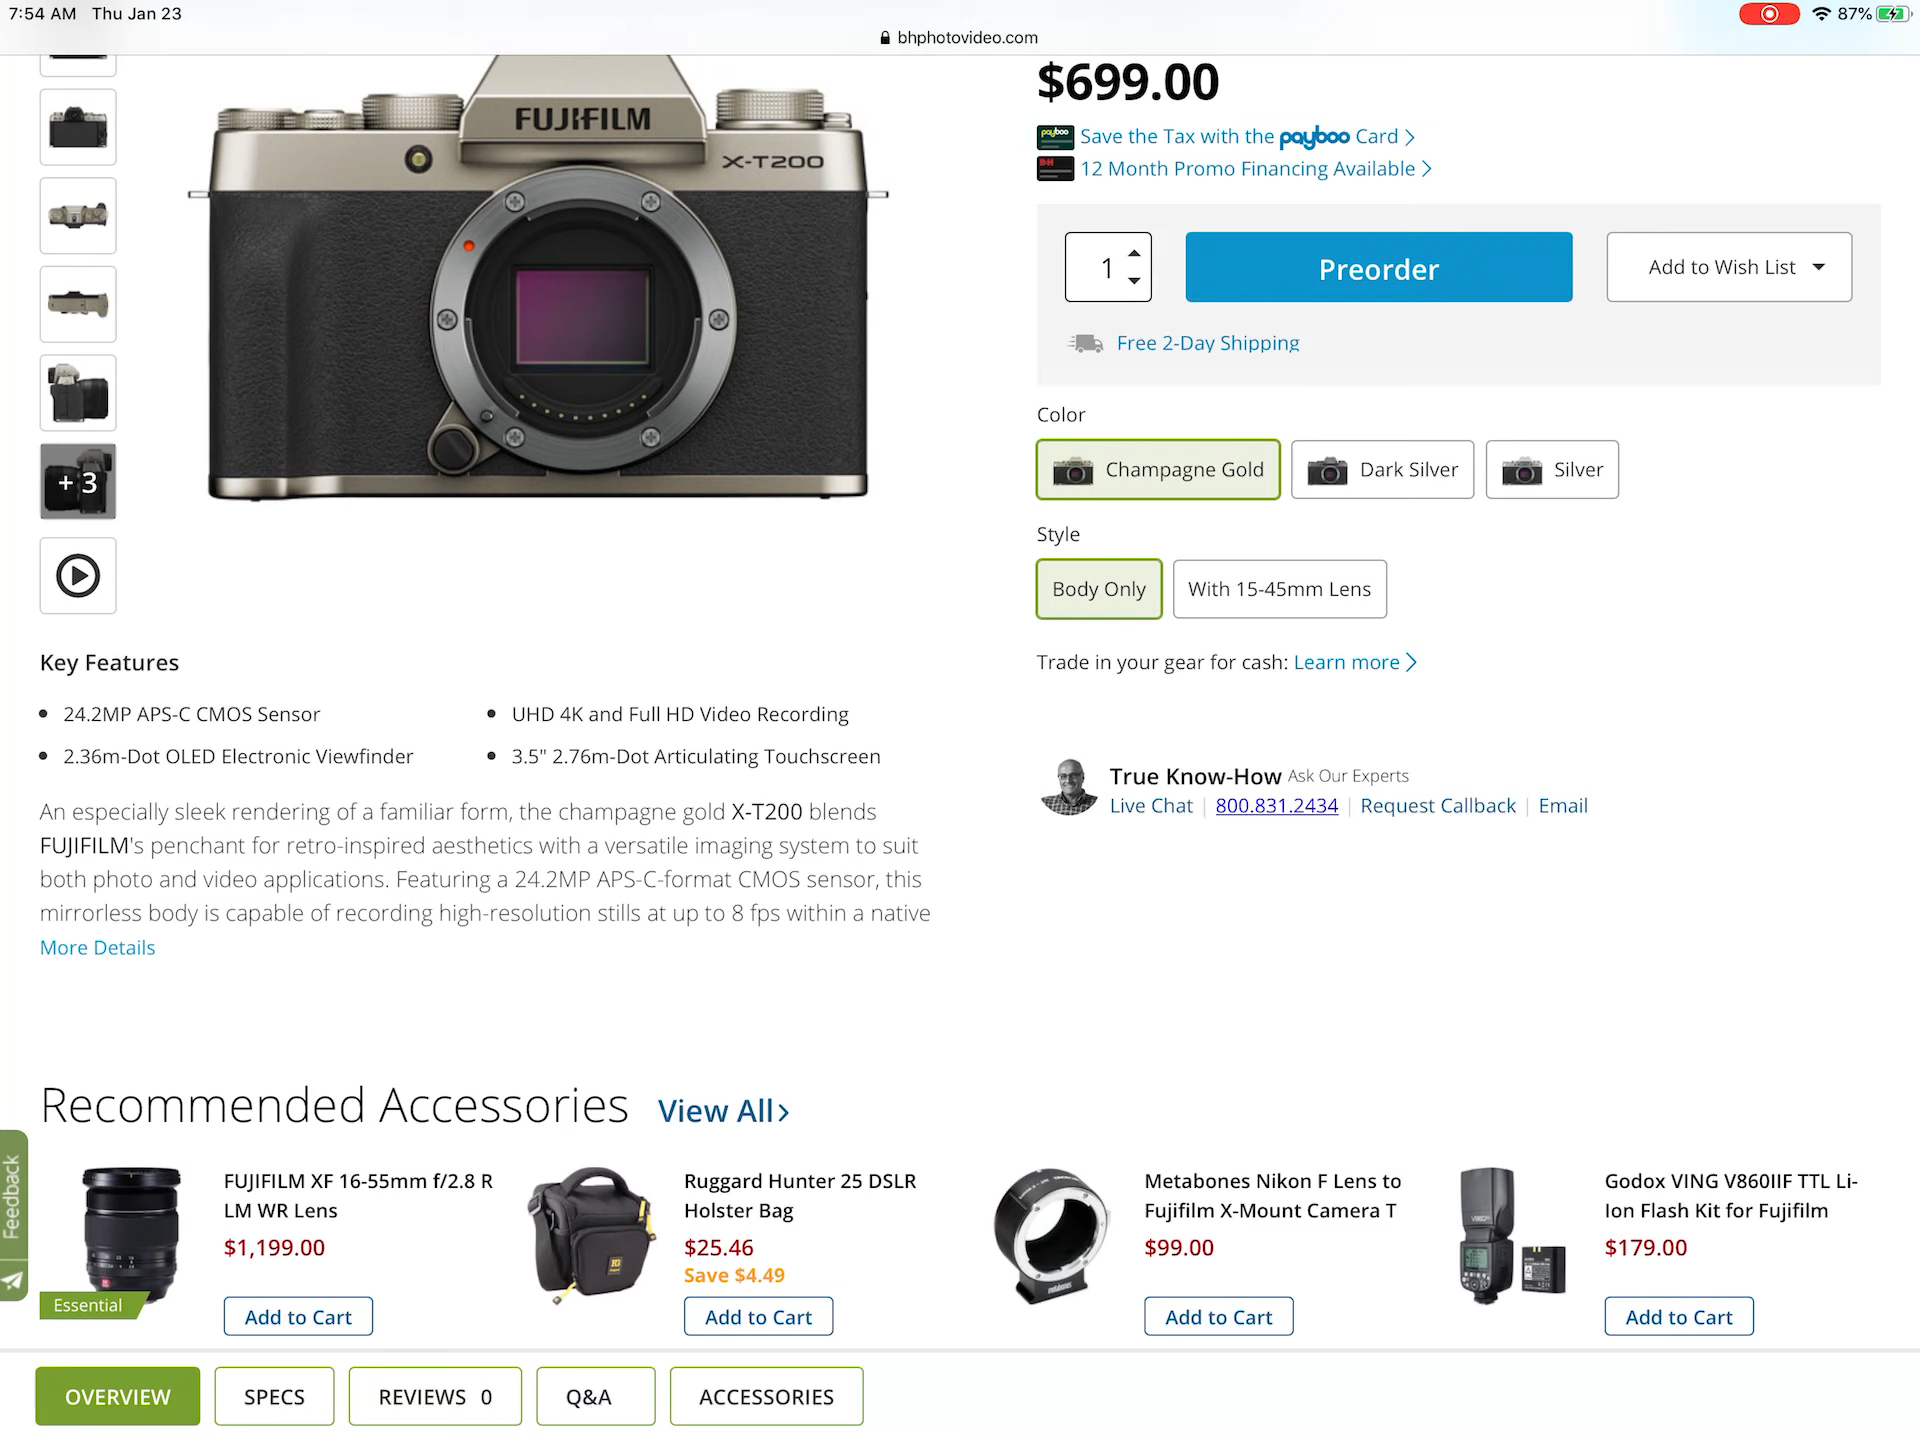 7:54 AM Thu Jan 23
87%
bhphotovideo.com
FUJIFILM
X-T200
+ 3
$699.00
payboo
Save the Tax with the payboo Card
B&H
12 Month Promo Financing Available
1
Preorder
Add to Wish List
Free 2-Day Shipping
Color
Champagne Gold
Dark Silver
Silver
Style
Body Only
With 15-45mm Lens
Trade in your gear for cash: Learn more
True Know-How Ask Our Experts
Live Chat | 800.831.2434 | Request Callback | Email
Key Features
• 24.2MP APS-C CMOS Sensor
• UHD 4K and Full HD Video Recording
• 2.36m-Dot OLED Electronic Viewfinder
• 3.5" 2.76m-Dot Articulating Touchscreen
An especially sleek rendering of a familiar form, the champagne gold X-T200 blends
FUJIFILM's penchant for retro-inspired aesthetics with a versatile imaging system to suit
both photo and video applications. Featuring a 24.2MP APS-C-format CMOS sensor, this
mirrorless body is capable of recording high-resolution stills at up to 8 fps within a native
More Details
Recommended Accessories View All
Feedback
Essential
FUJIFILM XF 16-55mm f/2.8 R
LM WR Lens
$1,199.00
Add to Cart
Ruggard Hunter 25 DSLR
Holster Bag
$25.46
Save $4.49
Add to Cart
metabones
Metabones Nikon F Lens to
Fujifilm X-Mount Camera T
$99.00
Add to Cart
Godox VING V860IIF TTL Li-
Ion Flash Kit for Fujifilm
$179.00
Add to Cart
OVERVIEW
SPECS
REVIEWS 0
Q&A
ACCESSORIES